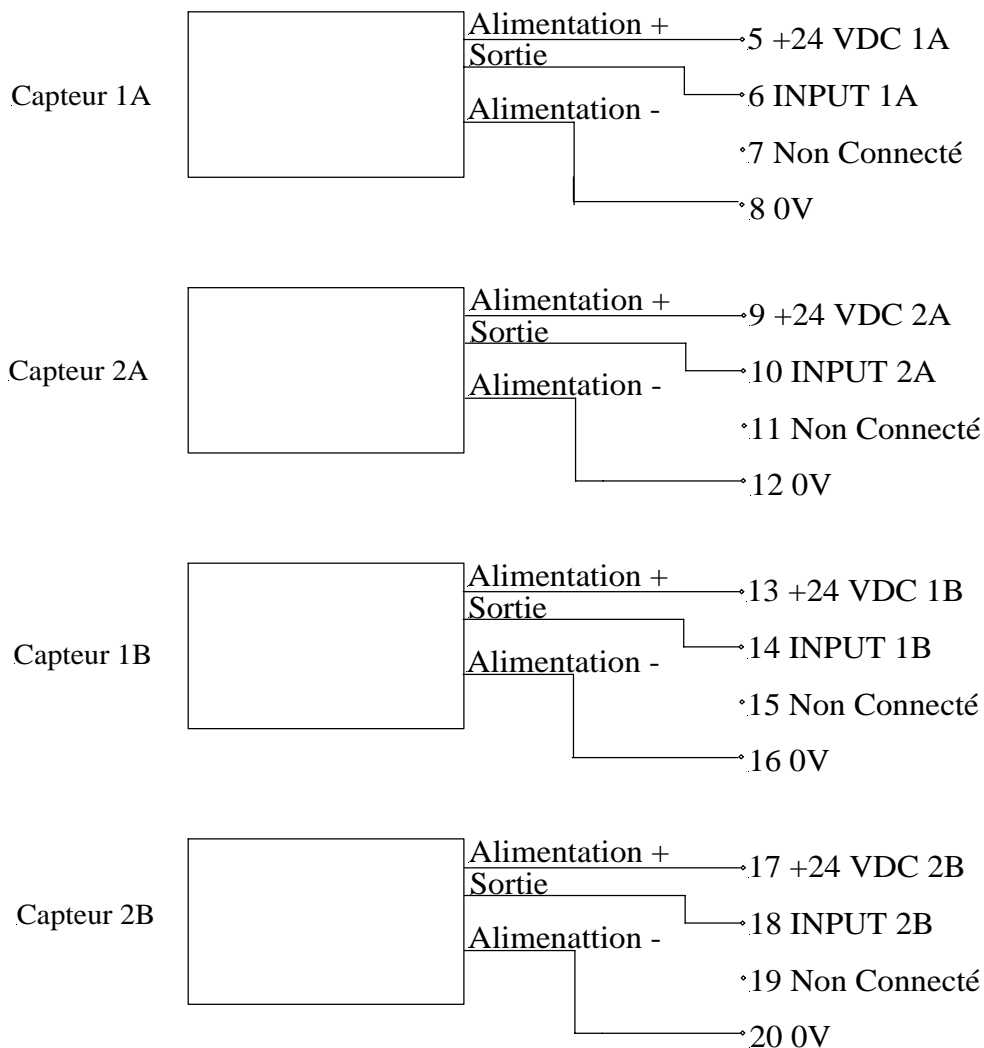 Alimentation +
5 +24 VDC 1A
Sortie
Capteur 1A
6 INPUT 1A
Alimentation -
7 Non Connecté
8 0V
Alimentation +
9 +24 VDC 2A
Sortie
Capteur 2A
10 INPUT 2A
Alimentation -
11 Non Connecté
12 0V
Alimentation +
13 +24 VDC 1B
Sortie
Capteur 1B
14 INPUT 1B
Alimentation -
15 Non Connecté
16 0V
Alimentation +
17 +24 VDC 2B
Sortie
Capteur 2B
18 INPUT 2B
Alimenattion -
19 Non Connecté
20 0V